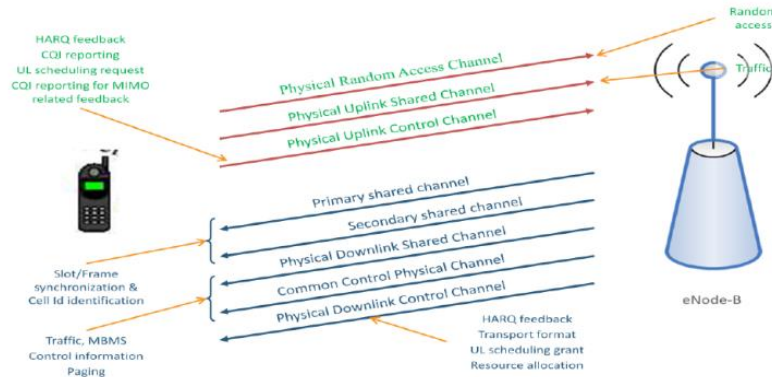 Random
access
HARQ feedback
CQJ reporting
UL scheduling request
CQJ reporting for MIMO
related feedback
Physical Random Access Channel
Traffic
Physical Uplink Shared Channel
Physical Uplink Control Channel
Primary shared channel
Secondary shared channel
Physical Downlink Shared Channel
Slot/Frame
synchronization &
Cell Id identification
Common Control Physical Channel
Physical Downlink Control Channel
eNode-B
Traffic, MBMS
Control information
Paging
HARQ feedback
Transport format
UL scheduling grant
Resource allocation